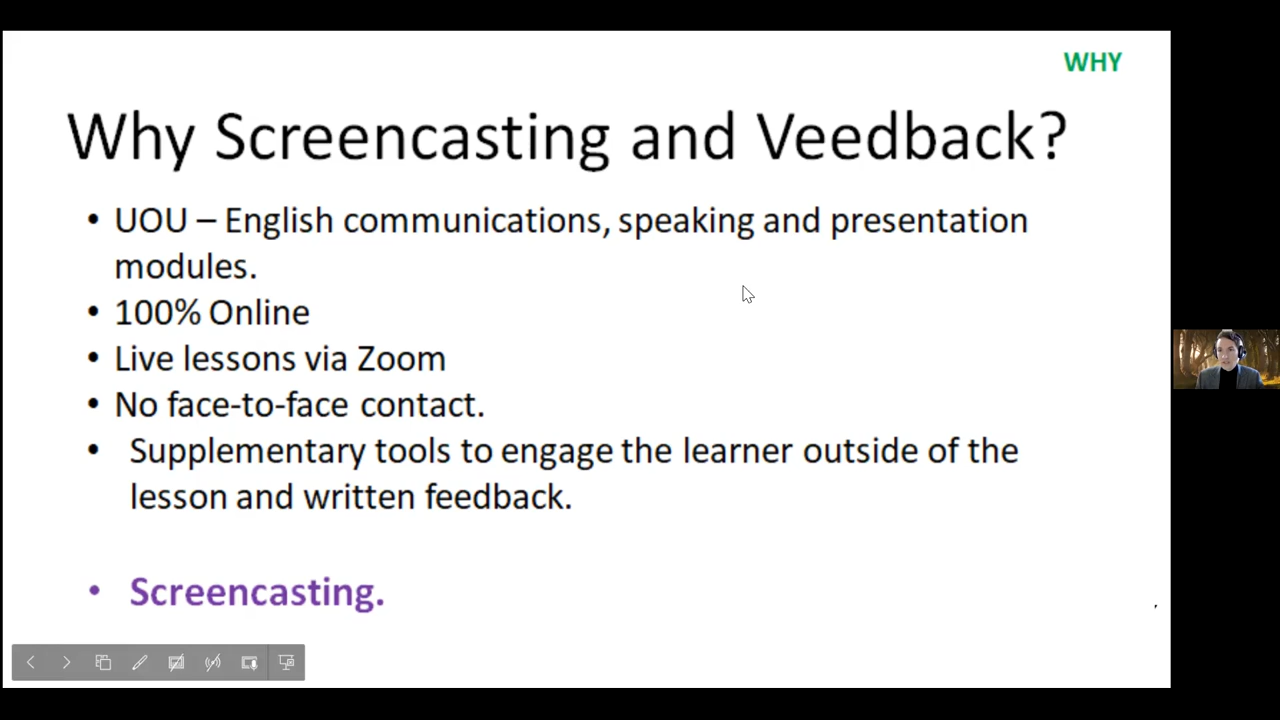 WHY
Why Screencasting and Veedback?
• UOU – English communications, speaking and presentation
modules.
• 100% Online
• Live lessons via Zoom
• No face-to-face contact.
• Supplementary tools to engage the learner outside of the
lesson and written feedback.
• Screencasting.